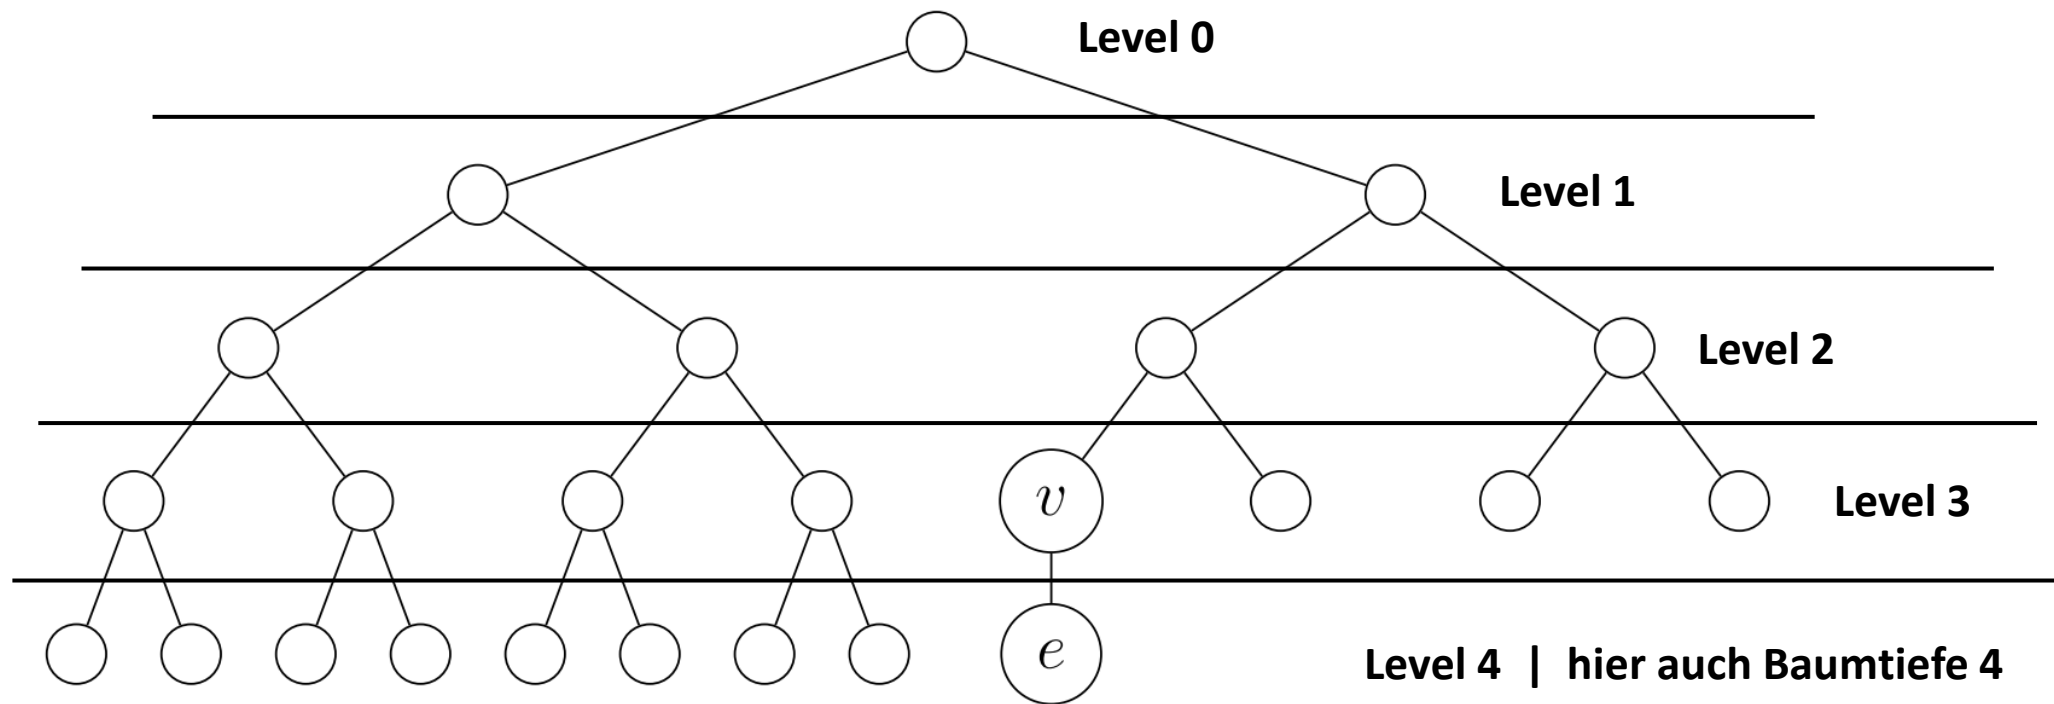 Level 0
Level 1
Level 2
v
Level 3
e
Level 4 | hier auch Baumtiefe 4